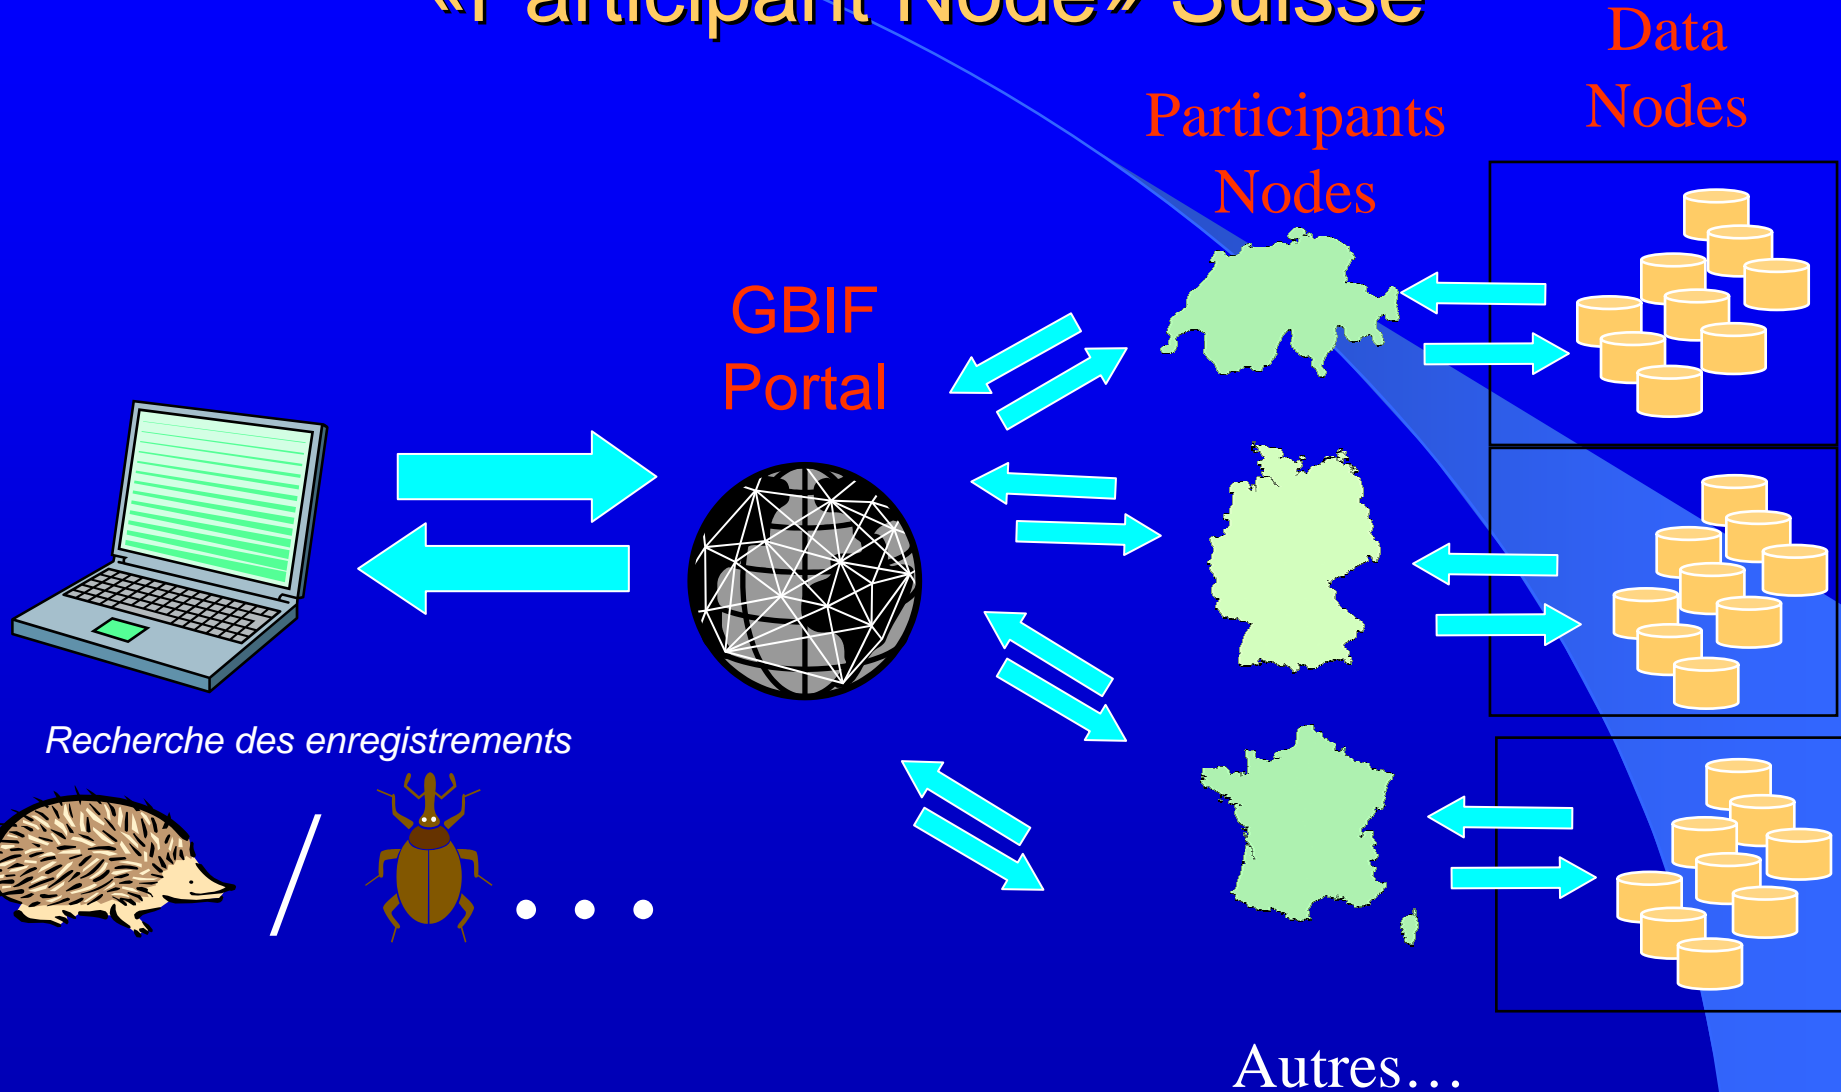 «Participant Node» Suisse
Data
Nodes
Participants
Nodes
GBIF
Portal
Recherche des enregistrements
/
...
Autres…